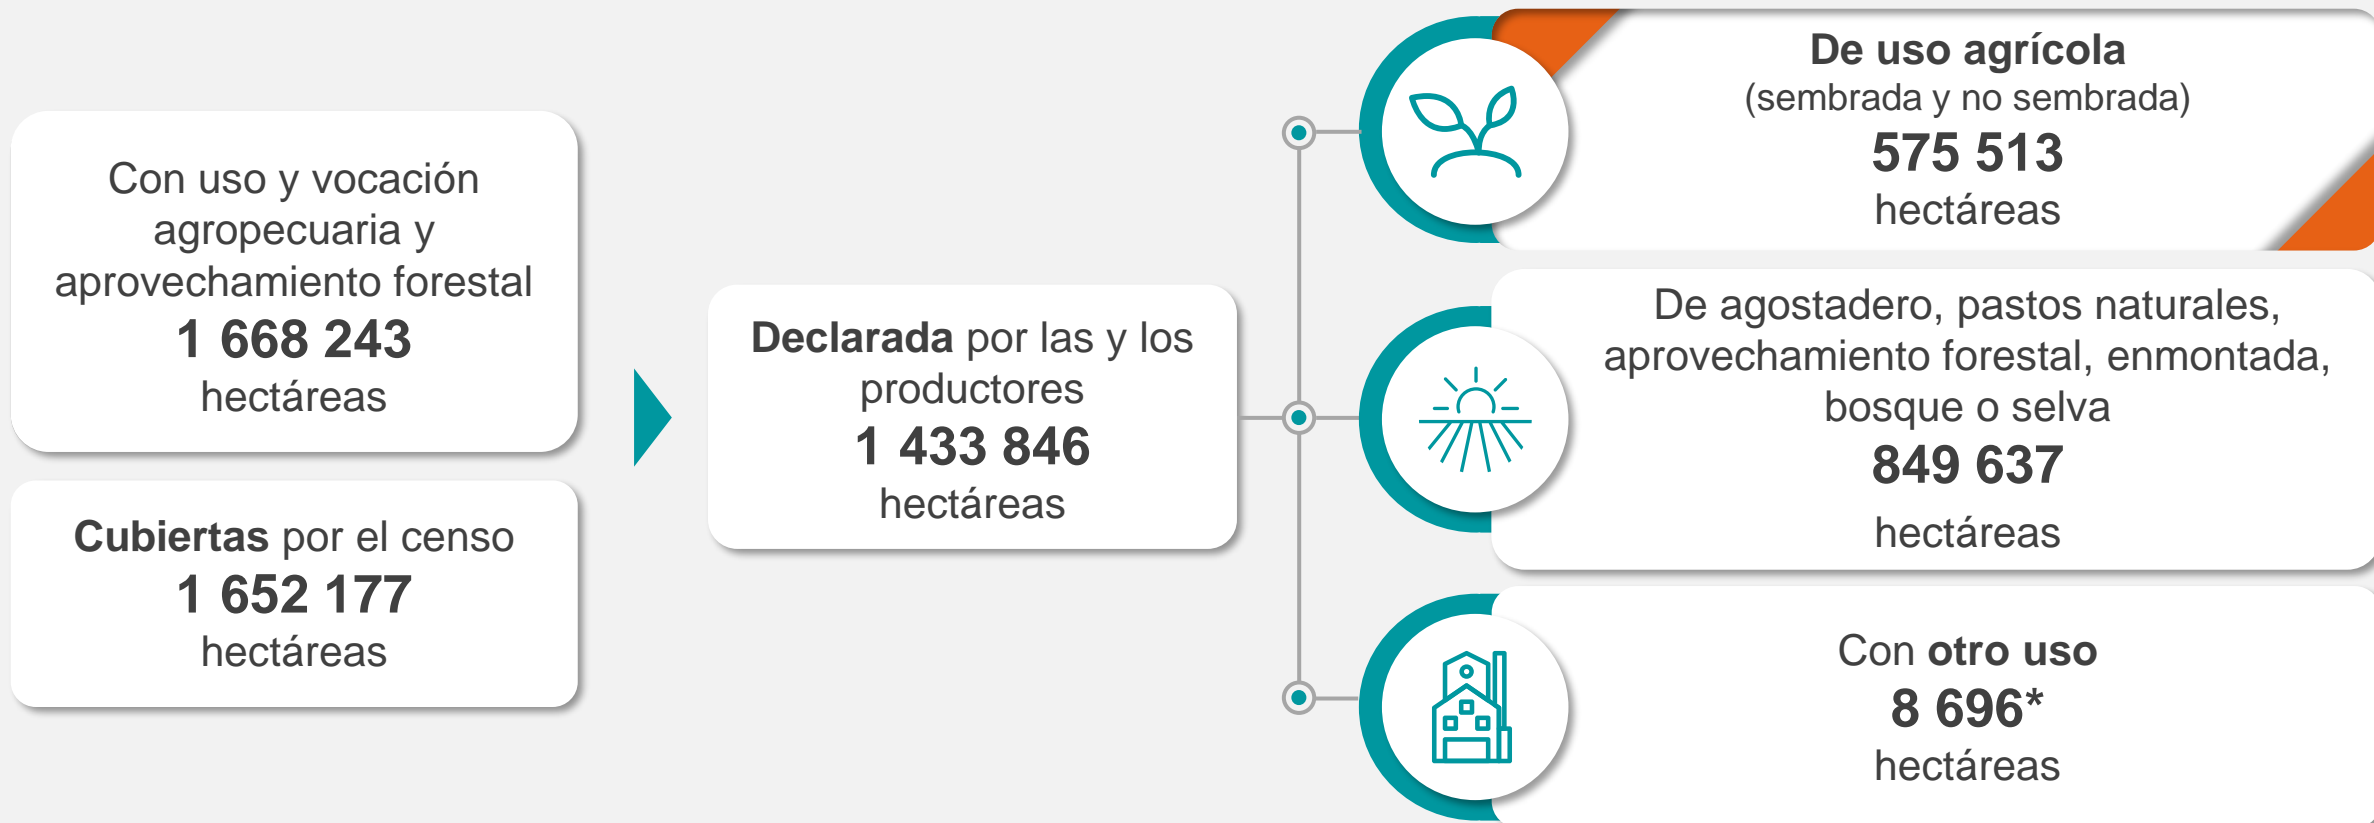 Con uso y vocación
agropecuaria y
aprovechamiento forestal
1 668 243
hectáreas
Cubiertas por el censo
1 652 177
hectáreas
Declarada por las y los
productores
1 433 846
hectáreas
De uso agrícola
(sembrada y no sembrada)
575 513
hectáreas
De agostadero, pastos naturales,
aprovechamiento forestal, enmontada,
bosque o selva
849 637
hectáreas
Con otro uso
8 696*
hectáreas